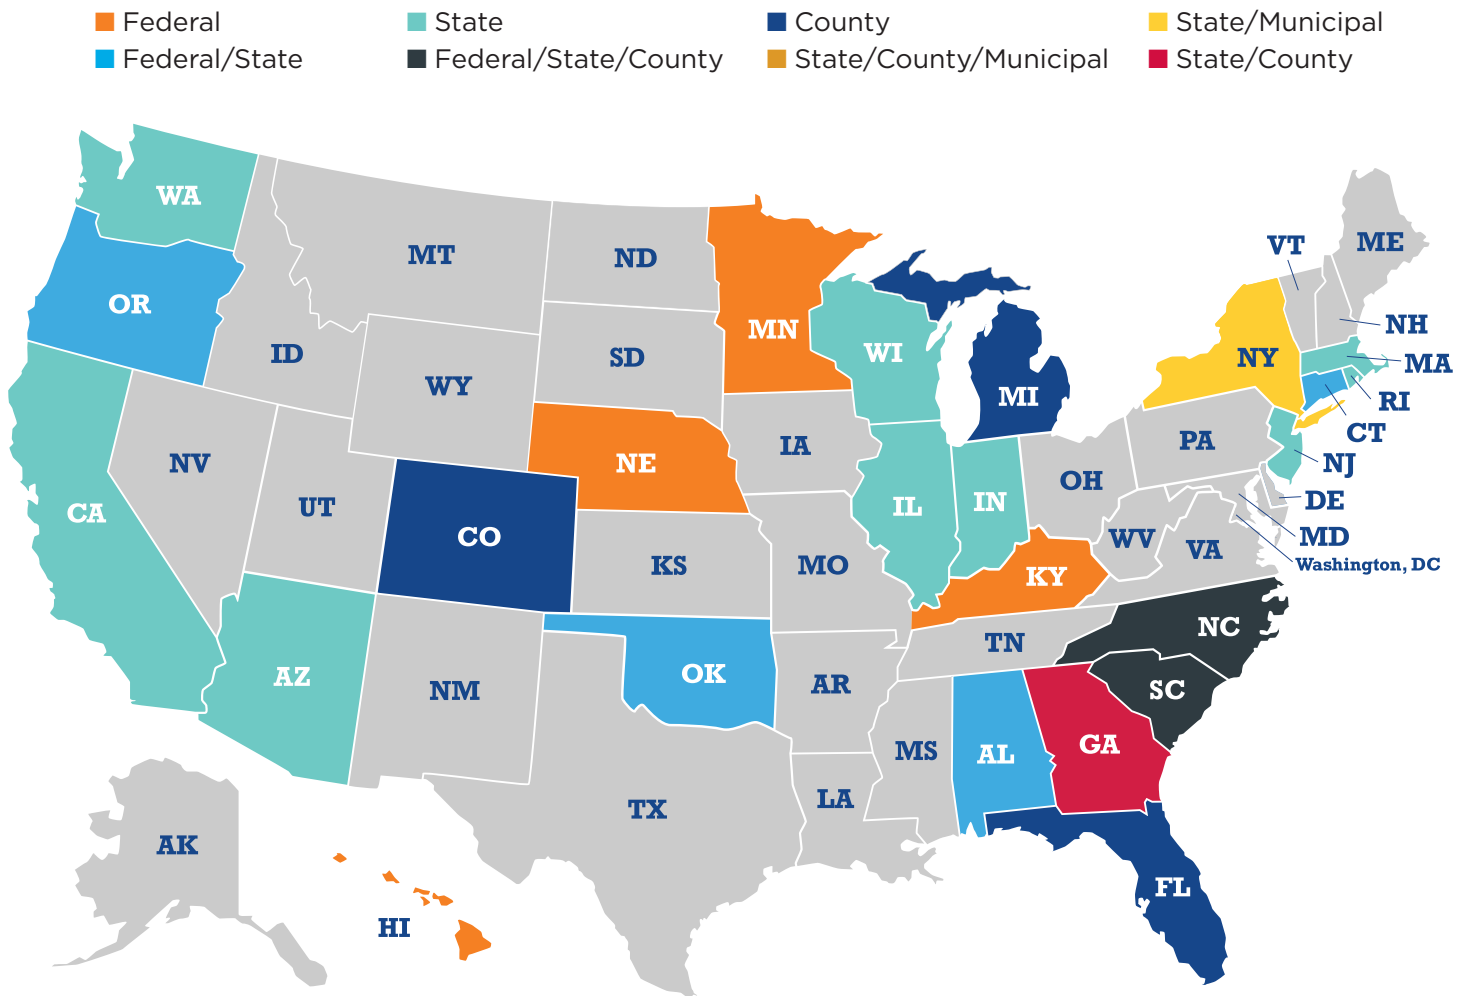 Federal
State
County
State/Municipal
Federal/State
Federal/State/County
State/County/Municipal
State/County
WA
MT
ND
VT
ME
OR
MN
NH
ID
SD
WI
NY
MA
WY
MI
RI
CT
NV
NE
IA
PA
NJ
UT
CA
CO
IL
IN
OH
DE
KS
MO
WV
VA
MD
Washington, DC
KY
NC
TN
AZ
NM
OK
AR
SC
MS
AL
GA
TX
LA
AK
HI
FL